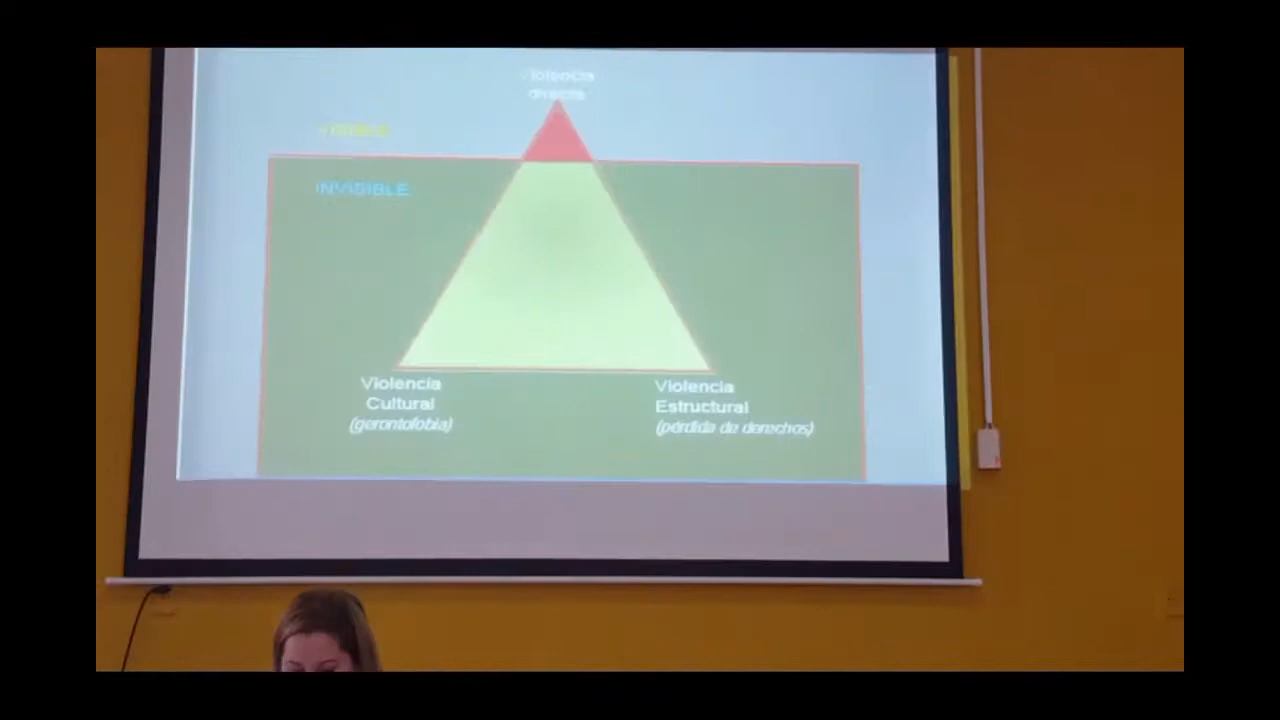 Violencia
directa
VISIBLE
INVISIBLE
Violencia
Cultural
(gerontofobia)
Violencia
Estructural
(pérdida de derechos)